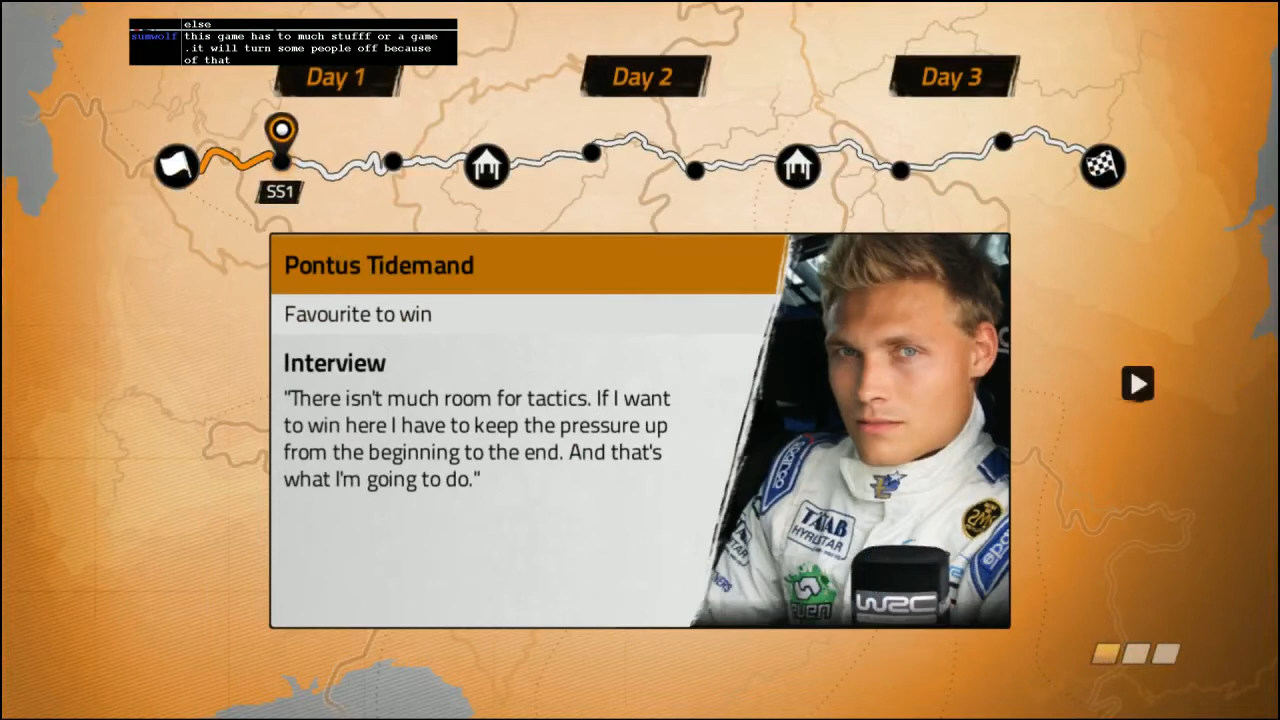 else
sumwolf this game has to much stufff or a game
.it will turn some people off because
of that
Day 1
Day 2
Day 3
SS1
Pontus Tidemand
Favourite to win
Interview
"There isn't much room for tactics. If I want
to win here I have to keep the pressure up
from the beginning to the end. And that's
what I'm going to do."
sparco
2MS
HYRSTAR
WRC